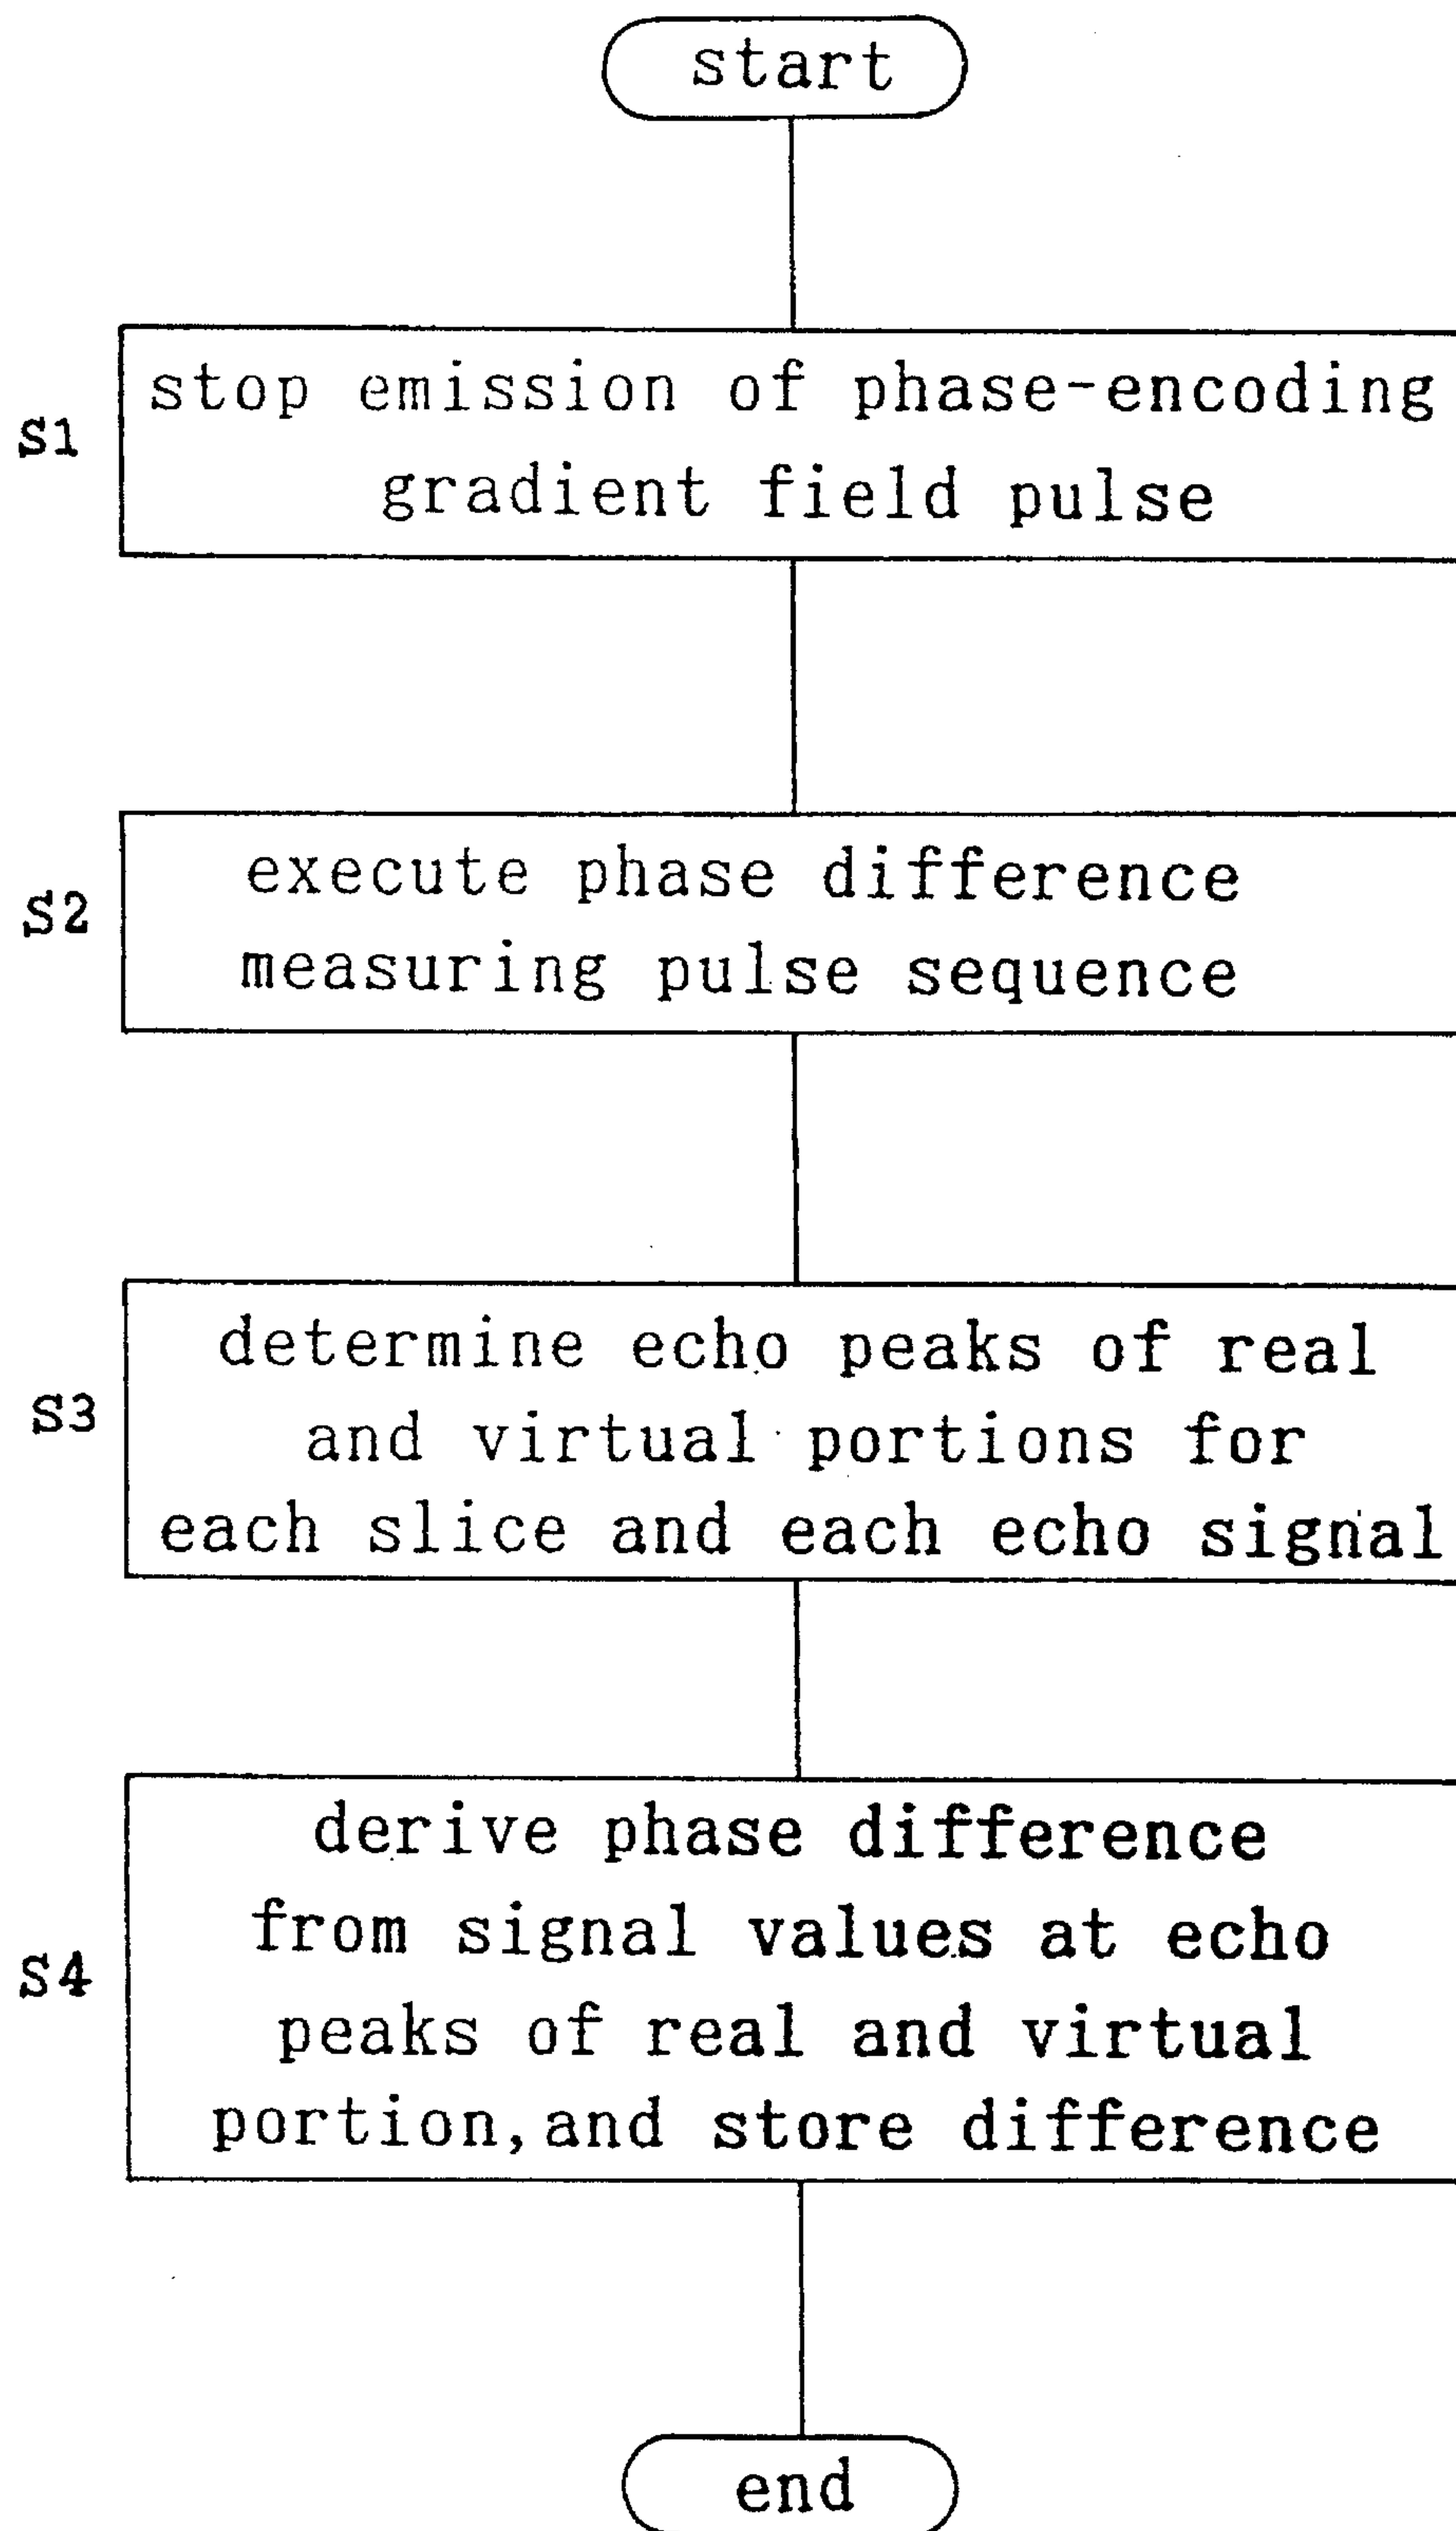 start
S1
stop emission of phase-encoding
gradient field pulse
S2
execute phase difference
measuring pulse sequence
S3
determine echo peaks of real
and virtual portions for
each slice and each echo signal
S4
derive phase difference
from signal values at echo
peaks of real and virtual
portion,and store difference
end